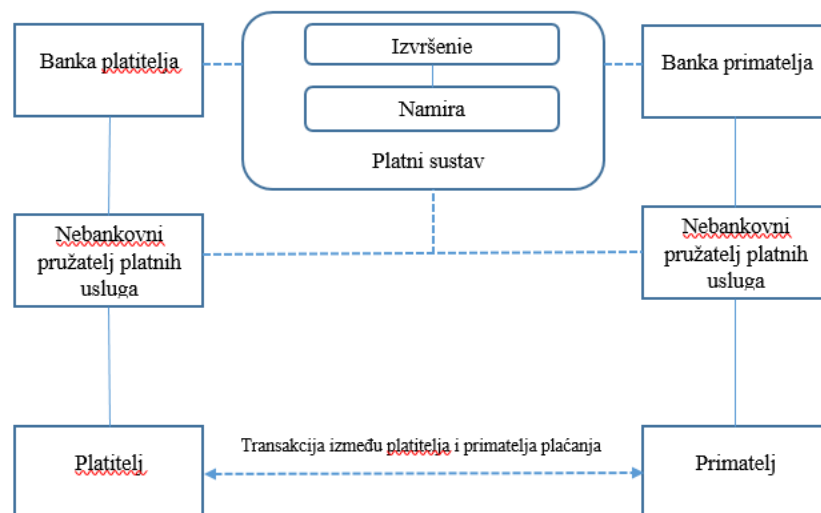 Banka platitelja
Izvršenie
Banka primatelja
Namira
Platni sustav
Nebankovni
pružatelj platnih
usluga
Nebankovni
pružatelj platnih
usluga
Transakcija između platitelja i primatelja plaćanja
Platitelj
Primatelj